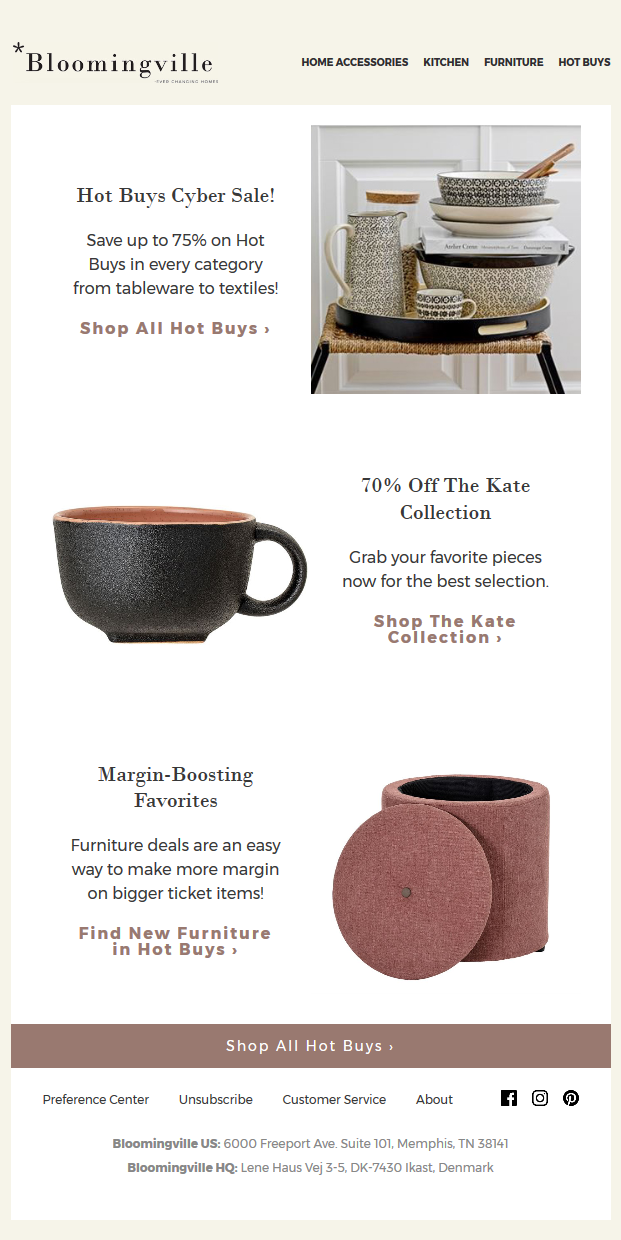 *Bloomingville
EVER CHANGING HOMES
HOME ACCESSORIES KITCHEN FURNITURE HOT BUYS
Hot Buys Cyber Sale!
Save up to 75% on Hot
Buys in every category
from tableware to textiles!
Shop All Hot Buys ›
Atelier Crenn
70% Off The Kate
Collection
Grab your favorite pieces
now for the best selection.
Shop The Kate
Collection ›
Margin-Boosting
Favorites
Furniture deals are an easy
way to make more margin
on bigger ticket items!
Find New Furniture
in Hot Buys ›
Shop All Hot Buys ›
Preference Center Unsubscribe Customer Service About
Bloomingville US: 6000 Freeport Ave. Suite 101, Memphis, TN 38141
Bloomingville HQ: Lene Haus Vej 3-5, DK-7430 Ikast, Denmark